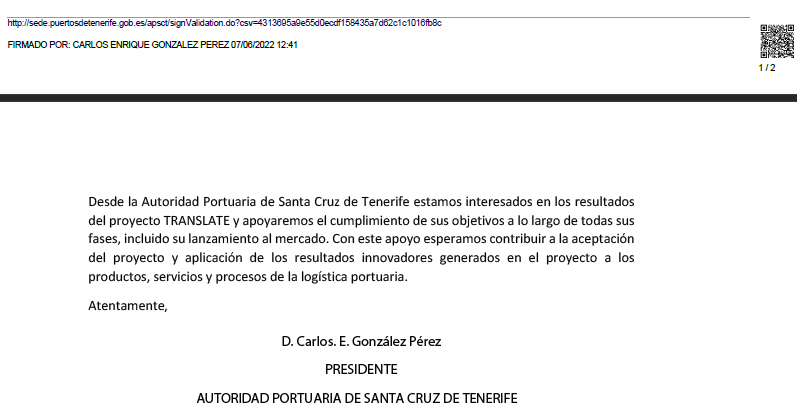 http://sede.puertosdetenerife.gob.es/apsct/signValidation.do?csv=4313695a9e55d0ecdf158435a7d62c1c1016fb8c
FIRMADO POR: CARLOS ENRIQUE GONZALEZ PEREZ 07/06/2022 12:41
1 / 2
Desde la Autoridad Portuaria de Santa Cruz de Tenerife estamos interesados en los resultados
del proyecto TRANSLATE y apoyaremos el cumplimiento de sus objetivos a lo largo de todas sus
fases, incluido su lanzamiento al mercado. Con este apoyo esperamos contribuir a la aceptación
del proyecto y aplicación de los resultados innovadores generados en el proyecto a los
productos, servicios y procesos de la logística portuaria.
Atentamente,
D. Carlos. E. González Pérez
PRESIDENTE
AUTORIDAD PORTUARIA DE SANTA CRUZ DE TENERIFE